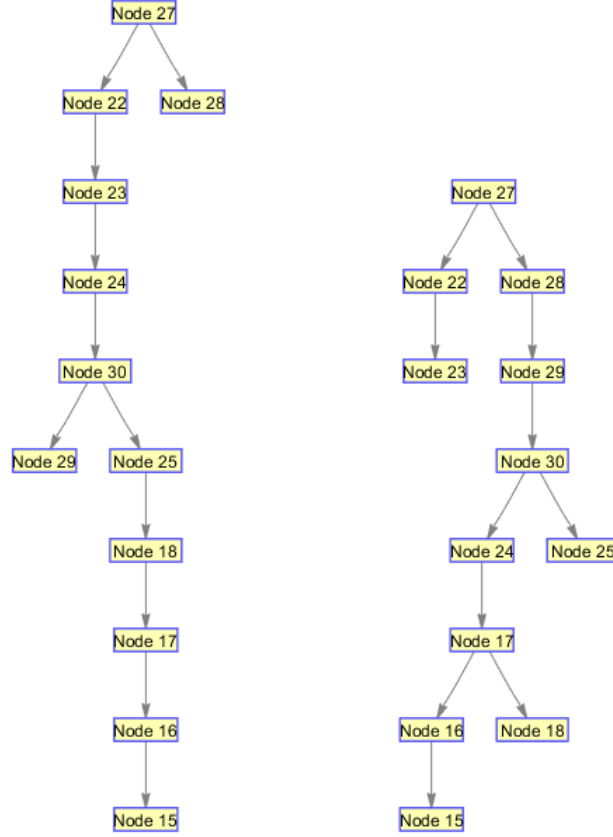 Node 27
Node 22
Node 28
Node 23
Node 24
Node 30
Node 29
Node 25
Node 18
Node 17
Node 16
Node 15
Node 27
Node 22
Node 28
Node 23
Node 29
Node 30
Node 24
Node 25
Node 17
Node 16
Node 18
Node 15